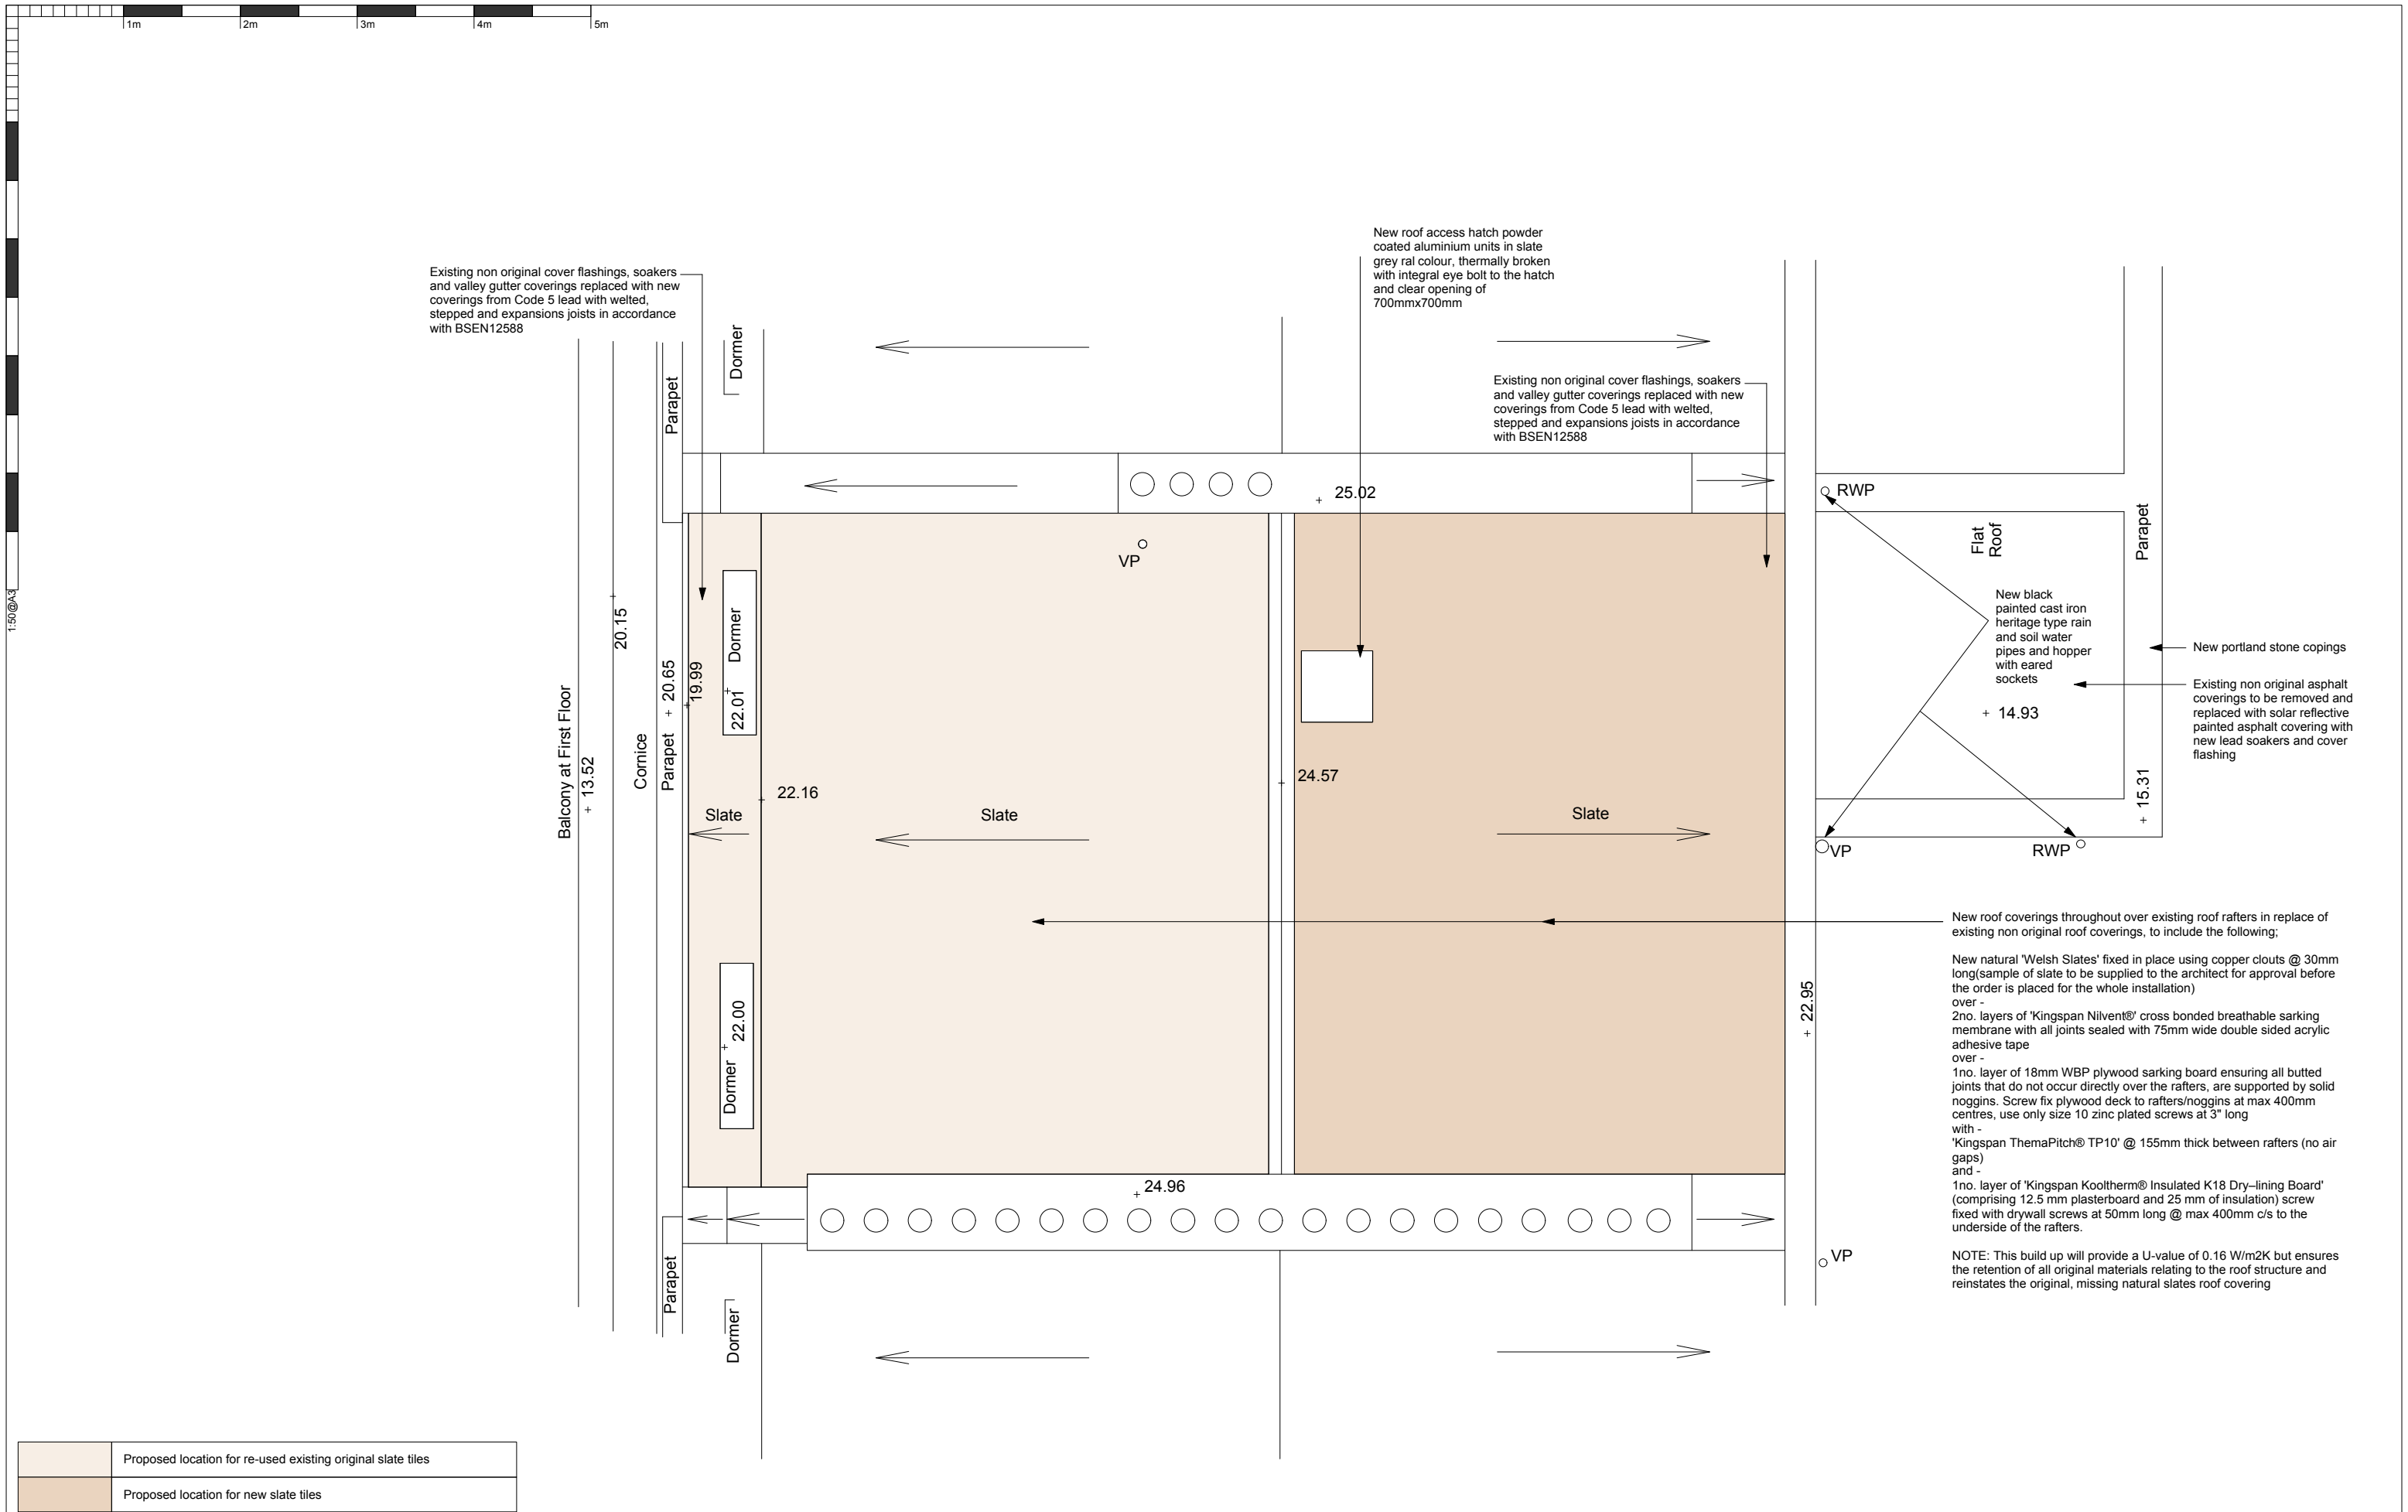 1m
2m
3m
4m
5m
1:50@A3
Existing non original cover flashings, soakers
and valley gutter coverings replaced with new
coverings from Code 5 lead with welted,
stepped and expansions joists in accordance
with BSEN12588
New roof access hatch powder
coated aluminium units in slate
grey ral colour, thermally broken
with integral eye bolt to the hatch
and clear opening of
700mmx700mm
Existing non original cover flashings, soakers
and valley gutter coverings replaced with new
coverings from Code 5 lead with welted,
stepped and expansions joists in accordance
with BSEN12588
Dormer
Parapet
25.02
RWP
Flat
Roof
Parapet
VP
New black
painted cast iron
heritage type rain
and soil water
pipes and hopper
with eared
sockets
New portland stone copings
Existing non original asphalt
coverings to be removed and
replaced with solar reflective
painted asphalt covering with
new lead soakers and cover
flashing
14.93
15.31
20.15
Dormer
22.01
19.99
20.65
Parapet
Cornice
Balcony at First Floor
13.52
22.16
24.57
Slate
Slate
Slate
VP
RWP
22.00
Dormer
22.95
New roof coverings throughout over existing roof rafters in replace of
existing non original roof coverings, to include the following;
New natural 'Welsh Slates' fixed in place using copper clouts @ 30mm
long(sample of slate to be supplied to the architect for approval before
the order is placed for the whole installation)
over -
2no. layers of 'Kingspan Nilvent®' cross bonded breathable sarking
membrane with all joints sealed with 75mm wide double sided acrylic
adhesive tape
over -
1no. layer of 18mm WBP plywood sarking board ensuring all butted
joints that do not occur directly over the rafters, are supported by solid
noggins. Screw fix plywood deck to rafters/noggins at max 400mm
centres, use only size 10 zinc plated screws at 3" long
with -
'Kingspan ThemaPitch® TP10' @ 155mm thick between rafters (no air
gaps)
and -
1no. layer of 'Kingspan Kooltherm® Insulated K18 Dry–lining Board'
(comprising 12.5 mm plasterboard and 25 mm of insulation) screw
fixed with drywall screws at 50mm long @ max 400mm c/s to the
underside of the rafters.
NOTE: This build up will provide a U-value of 0.16 W/m2K but ensures
the retention of all original materials relating to the roof structure and
reinstates the original, missing natural slates roof covering
24.96
VP
Parapet
Dormer
Proposed location for re-used existing original slate tiles
Proposed location for new slate tiles